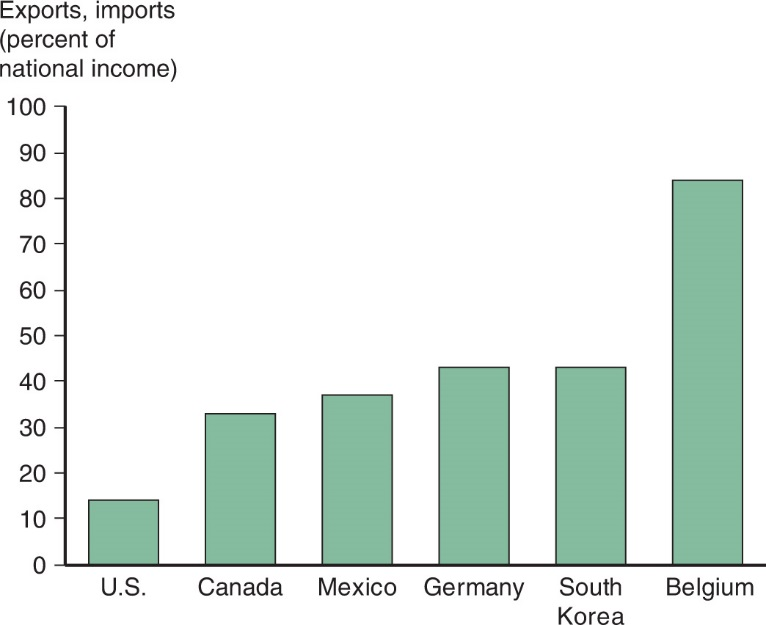 Exports, imports
(percent of
national income)
100
90
80
70
60
50
40
30
20
10
0
U.S.
Canada
Mexico
Germany
South
Korea
Belgium